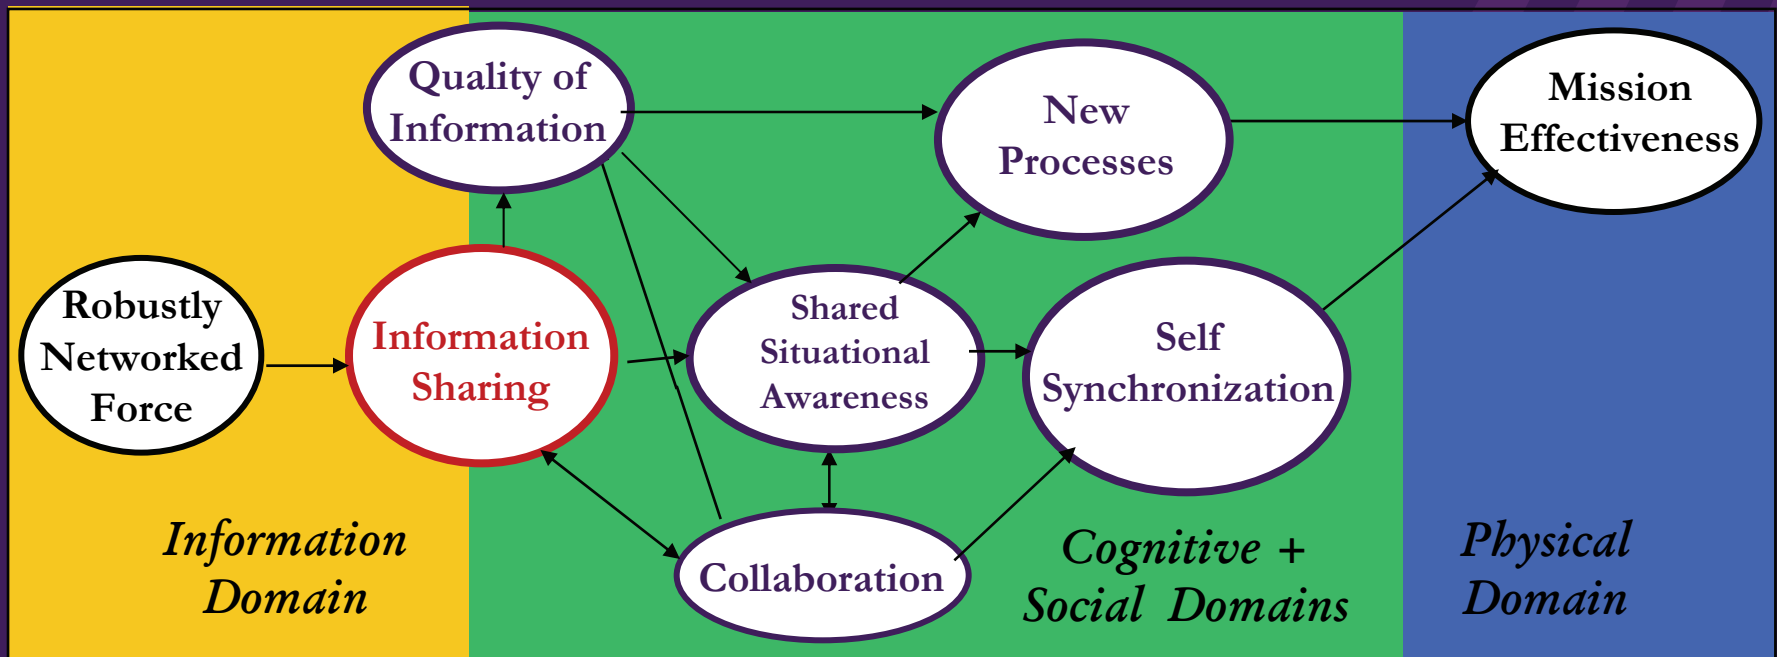 Quality of
Information
New
Processes
Mission
Effectiveness
Robustly
Networked
Force
Information
Sharing
Shared
Situational
Awareness
Self
Synchronization
Collaboration
Information
Domain
Cognitive +
Social Domains
Physical
Domain